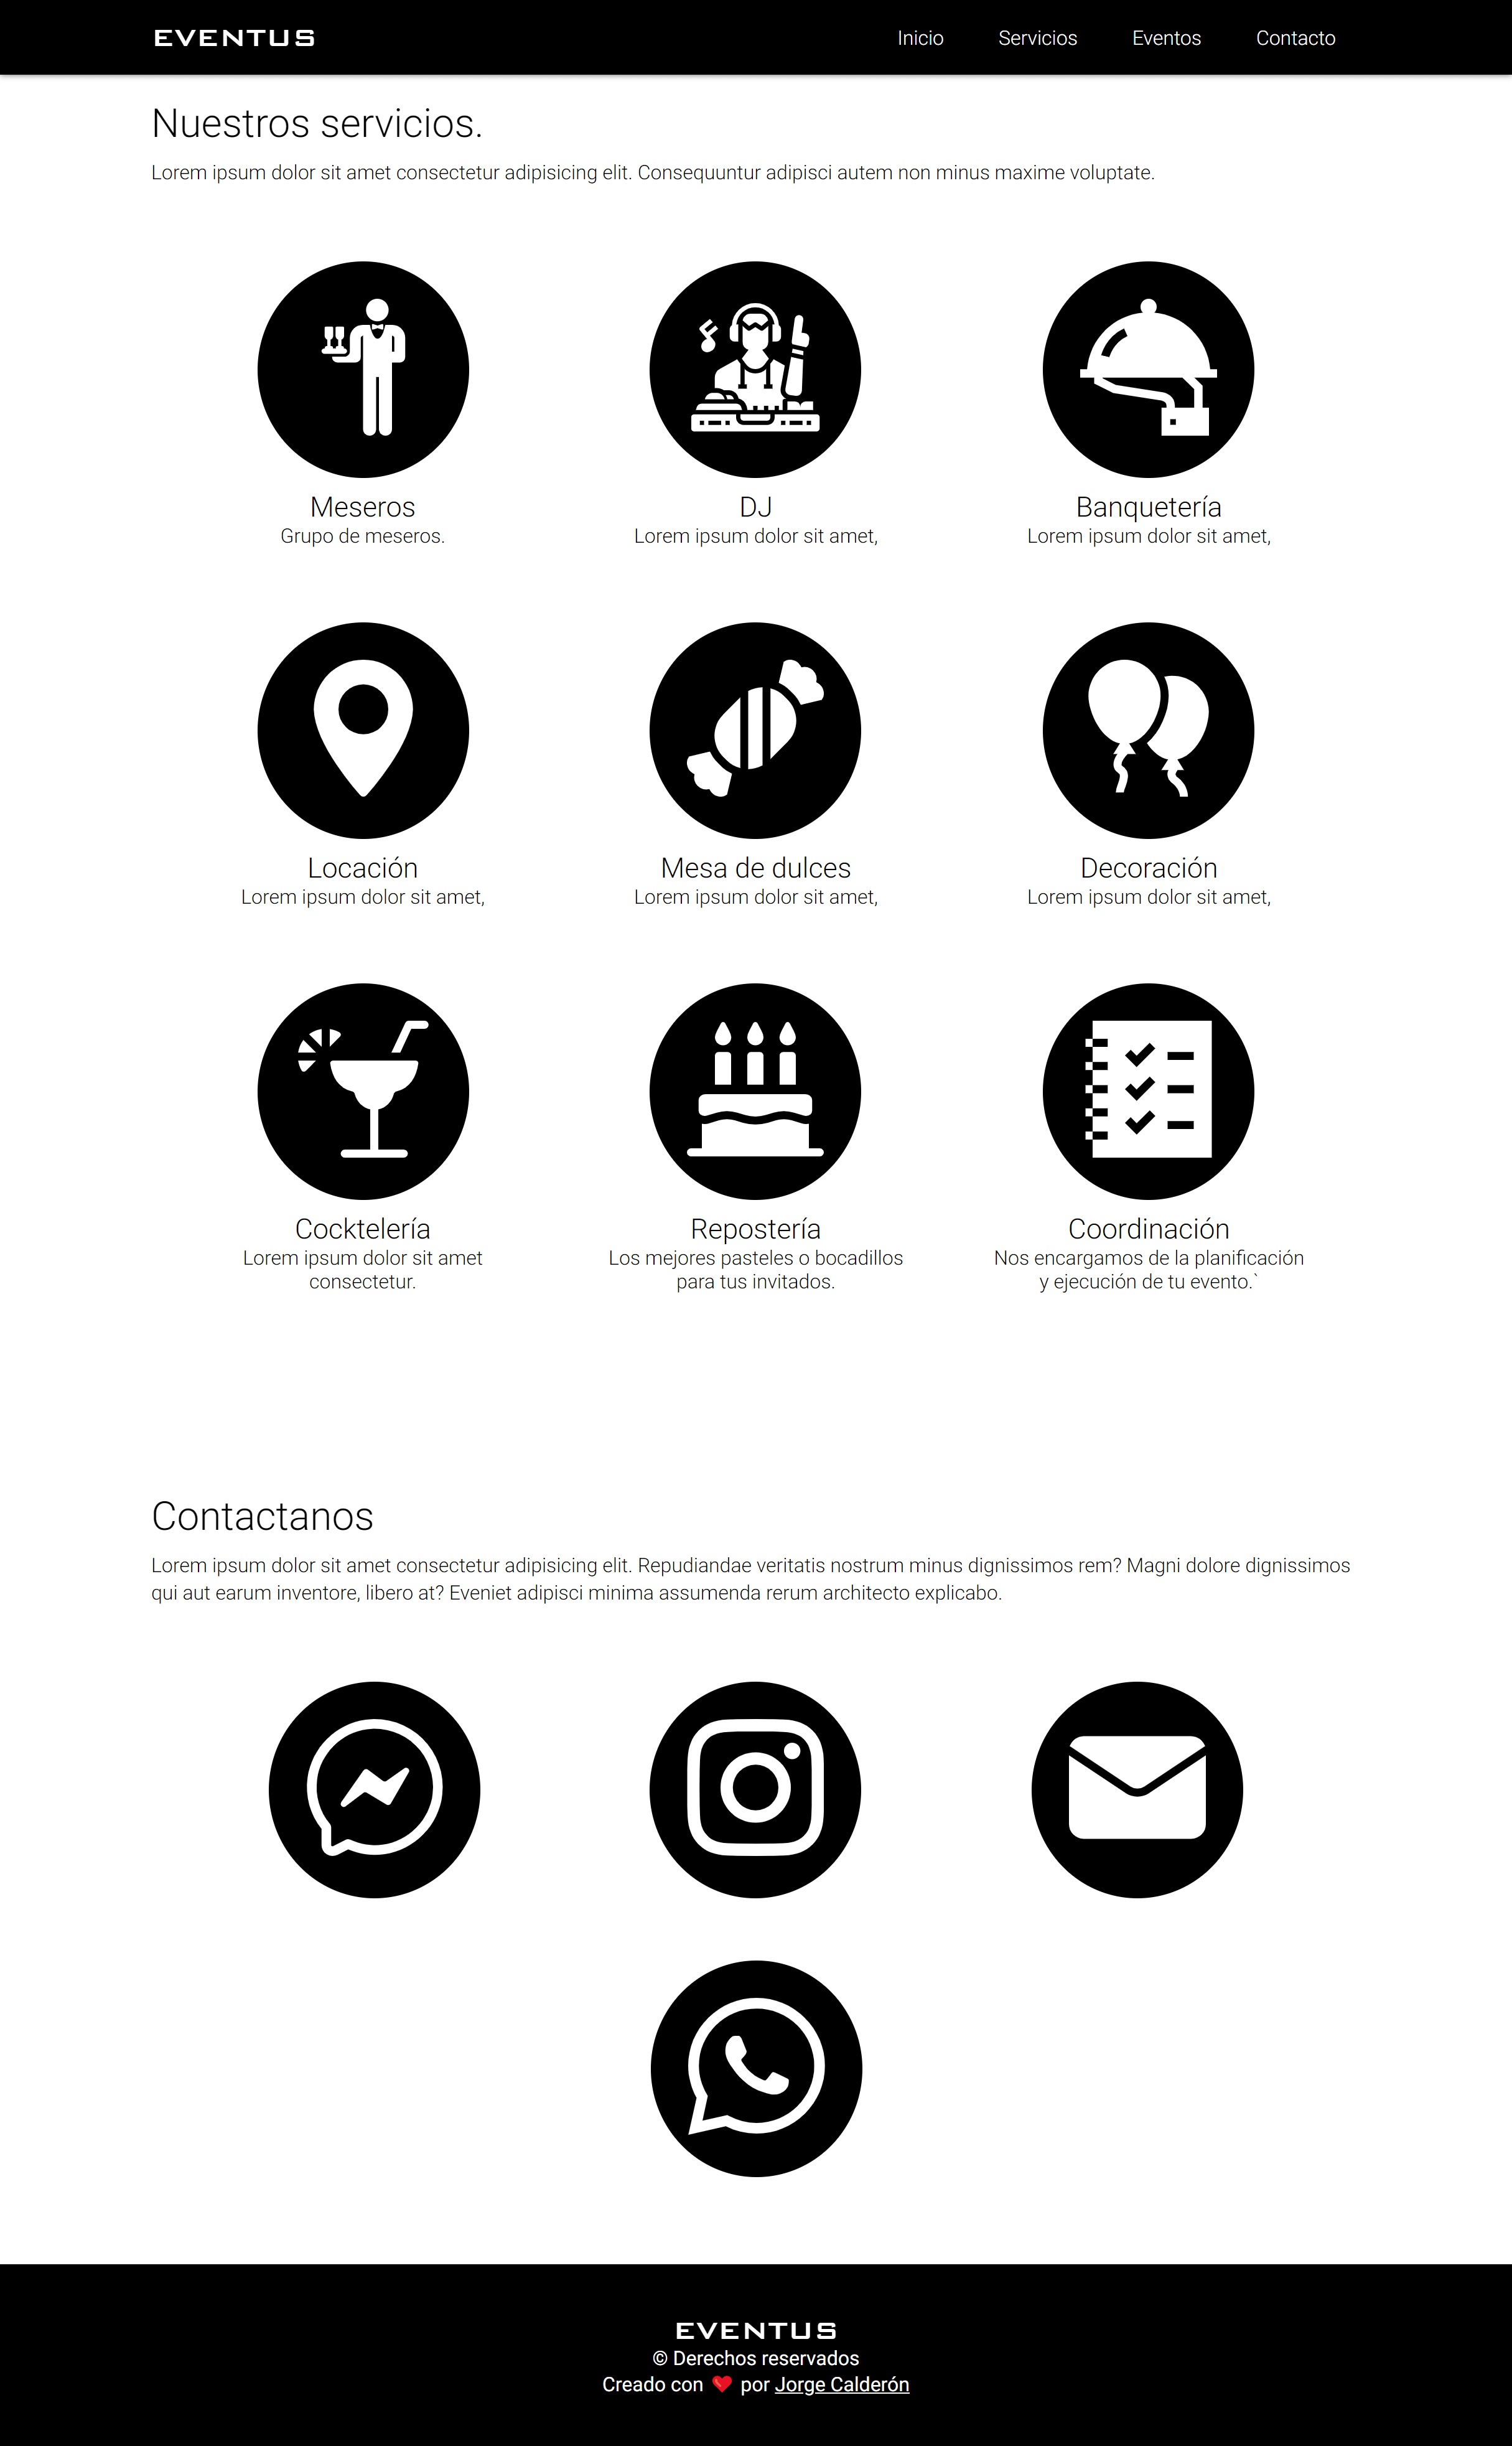 EVENTUS
Inicio
Servicios
Eventos
Contacto
Nuestros servicios.
Lorem ipsum dolor sit amet consectetur adipisicing elit. Consequuntur adipisci autem non minus maxime voluptate.
Meseros
Grupo de meseros.
DJ
Lorem ipsum dolor sit amet,
Banquetería
Lorem ipsum dolor sit amet,
Locación
Lorem ipsum dolor sit amet,
Mesa de dulces
Lorem ipsum dolor sit amet,
Decoración
Lorem ipsum dolor sit amet,
Cocktelería
Lorem ipsum dolor sit amet
consectetur.
Repostería
Los mejores pasteles o bocadillos
para tus invitados.
Coordinación
Nos encargamos de la planificación
y ejecución de tu evento.`
Contactanos
Lorem ipsum dolor sit amet consectetur adipisicing elit. Repudiandae veritatis nostrum minus dignissimos rem? Magni dolore dignissimos
qui aut earum inventore, libero at? Eveniet adipisci minima assumenda rerum architecto explicabo.
EVENTUS
© Derechos reservados
Creado con ❤️ por Jorge Calderón